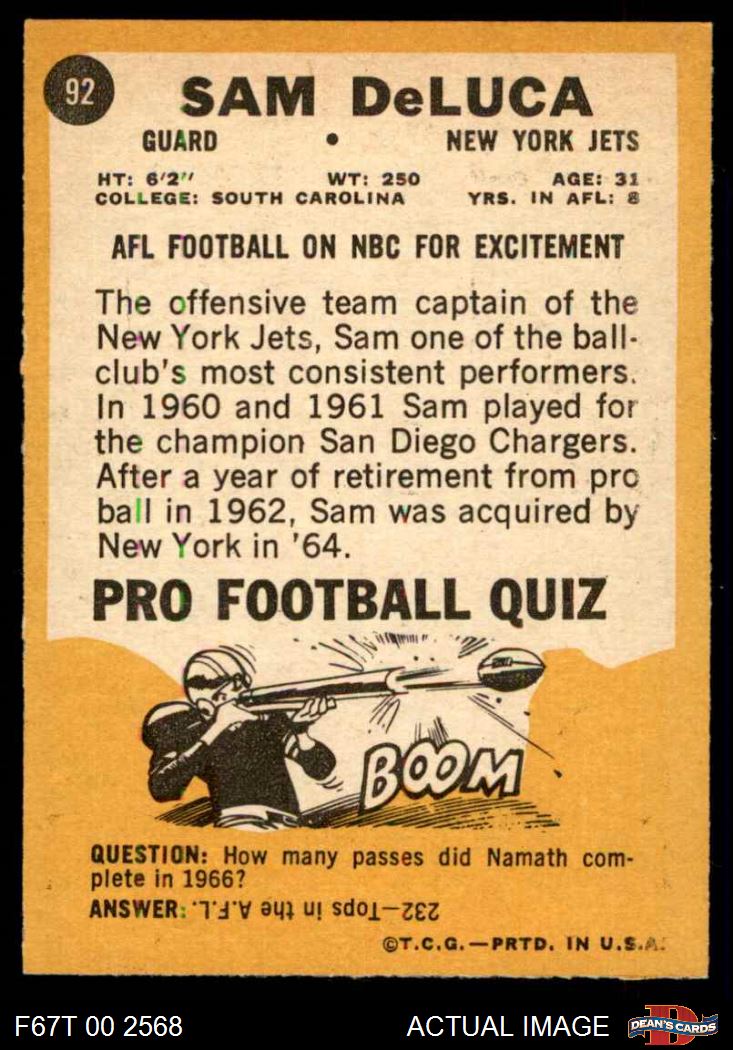 92
SAM DeLUCA
GUARD • NEW YORK JETS
HT: 6'2" WT: 250 AGE: 31
COLLEGE: SOUTH CAROLINA YRS. IN AFL: 8
AFL FOOTBALL ON NBC FOR EXCITEMENT
The offensive team captain of the
New York Jets, Sam one of the ball-
club's most consistent performers.
In 1960 and 1961 Sam played for
the champion San Diego Chargers.
After a year of retirement from pro
ball in 1962, Sam was acquired by
New York in '64.
PRO FOOTBALL QUIZ
BOOM
QUESTION: How many passes did Namath com-
plete in 1966?
ANSWER: 232—Tops in the A.F.L.
©T.C.G.—PRTD. IN U.S.A.
F67T 00 2568 ACTUAL IMAGE DEAN'S CARDS